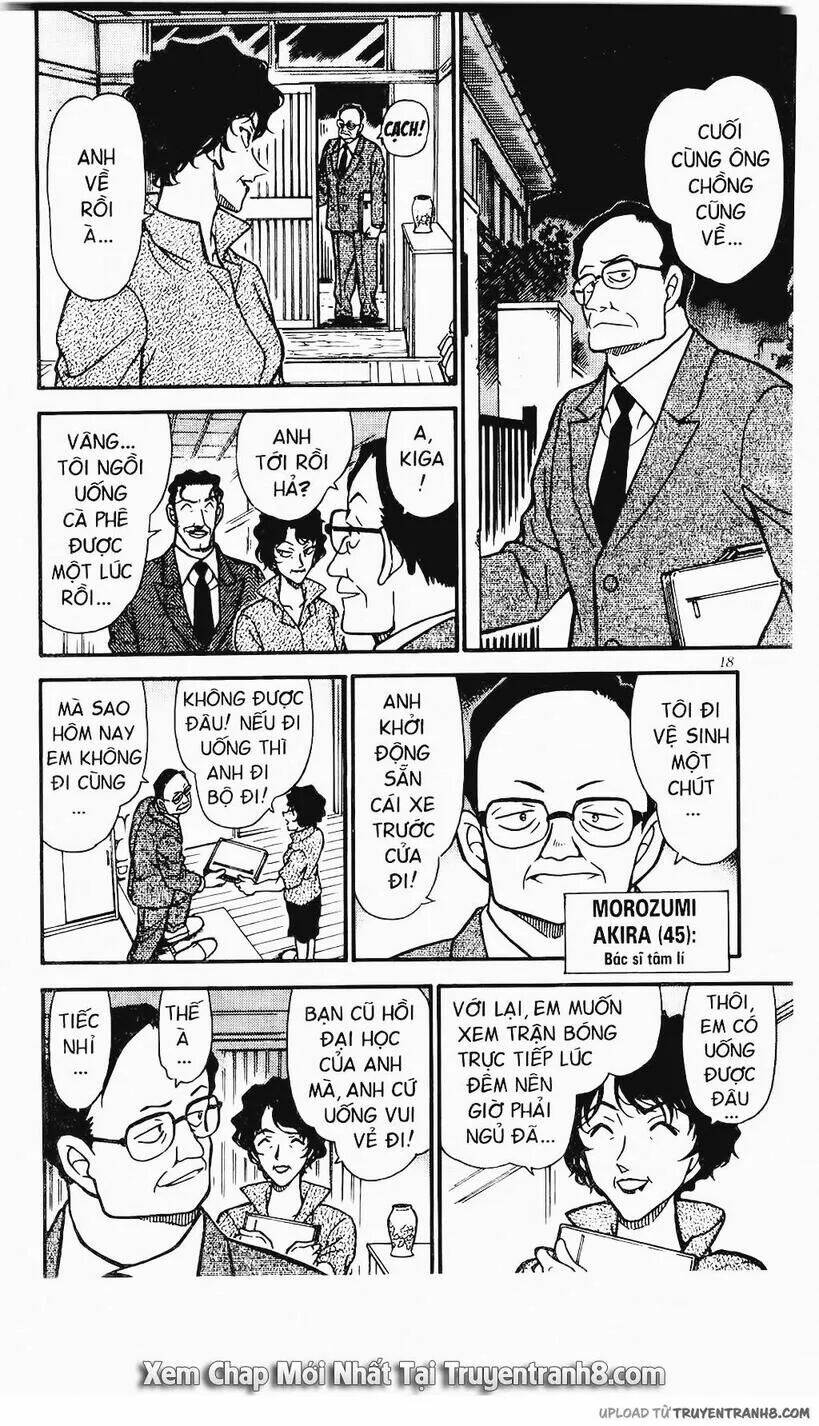 CUỐI
CÙNG ÔNG
CHỒNG
CŨNG
VỀ...
CẠCH!
ANH
VỀ
RỒI
À...
A,
KIGA
!
ANH
TỚI RỒI
HẢ?
VÂNG...
TÔI NGỒI
UỐNG
CÀ PHÊ
ĐƯỢC
MỘT LÚC
RỒI...
18
TÔI ĐI
VỆ SINH
MỘT
CHÚT
ANH
KHỞI
ĐỘNG
SẴN
CÁI XE
TRƯỚC
CỬA
ĐI!
MOROZUMI
AKIRA (45):
Bác sĩ tâm lí
KHÔNG ĐƯỢC
ĐÂU! NẾU ĐI
UỐNG THÌ
ANH ĐI
BỘ ĐI!
MÀ SAO
HÔM NAY
EM KHÔNG
ĐI CÙNG
...
THÔI,
EM CÓ
UỐNG
ĐƯỢC
ĐÂU
...
VỚI LẠI, EM MUỐN
XEM TRẬN BÓNG
TRỰC TIẾP LÚC
ĐÊM NÊN
GIỜ PHẢI
NGỦ ĐÃ...
BẠN CŨ HỒI
ĐẠI HỌC
CỦA ANH
MÀ, ANH CỨ
UỐNG VUI
VẺ ĐI!
THẾ
À
...
TIẾC
NHỈ
...
Xem Chap Mới Nhất Tại Truyentranh8.com
UPLOAD TỪ TRUYENTRANH8.COM